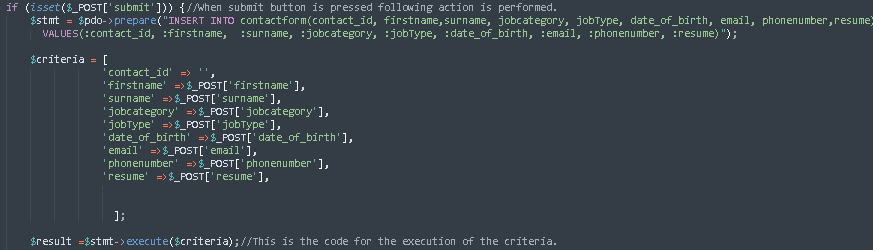 if (isset($_POST['submit'])) {//When submit button is pressed following action is performed.
$stmt = $pdo->prepare("INSERT INTO contactform(contact_id, firstname,surname, jobcategory, jobType, date_of_birth, email, phonenumber,resume)
VALUES(:contact_id, :firstname,  :surname, :jobcategory, :jobType, :date_of_birth, :email, :phonenumber, :resume)");
$criteria = [
'contact_id' => '',
'firstname' =>$_POST['firstname'],
'surname' =>$_POST['surname'],
'jobcategory' =>$_POST['jobcategory'],
'jobType' =>$_POST['jobType'],
'date_of_birth' =>$_POST['date_of_birth'],
'email' =>$_POST['email'],
'phonenumber' =>$_POST['phonenumber'],
'resume' =>$_POST['resume'],
];
$result =$stmt->execute($criteria);//This is the code for the execution of the criteria.